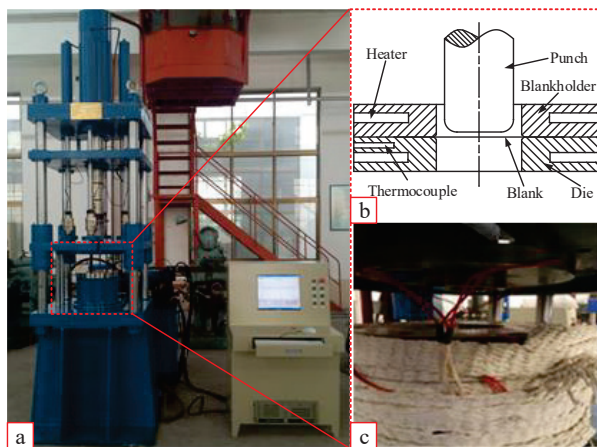 Heater
Punch
Blankholder
Thermocouple
Blank
Die
b
a
c